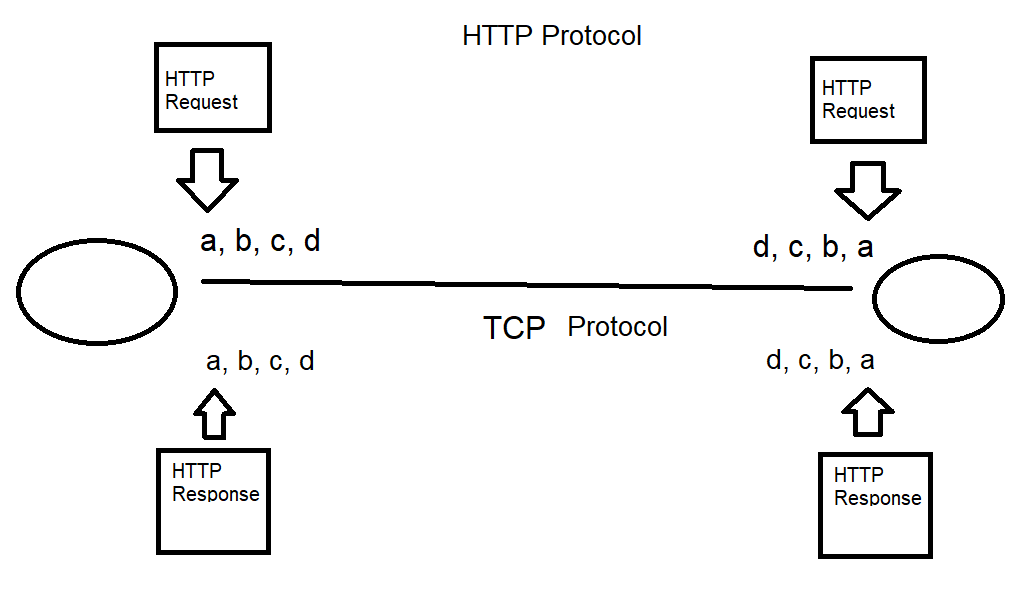 HTTP Protocol
HTTP
Request
HTTP
Request
a, b, c, d
d, c, b, a
TCP Protocol
a, b, c, d
d, c, b, a
HTTP
Response
HTTP
Response